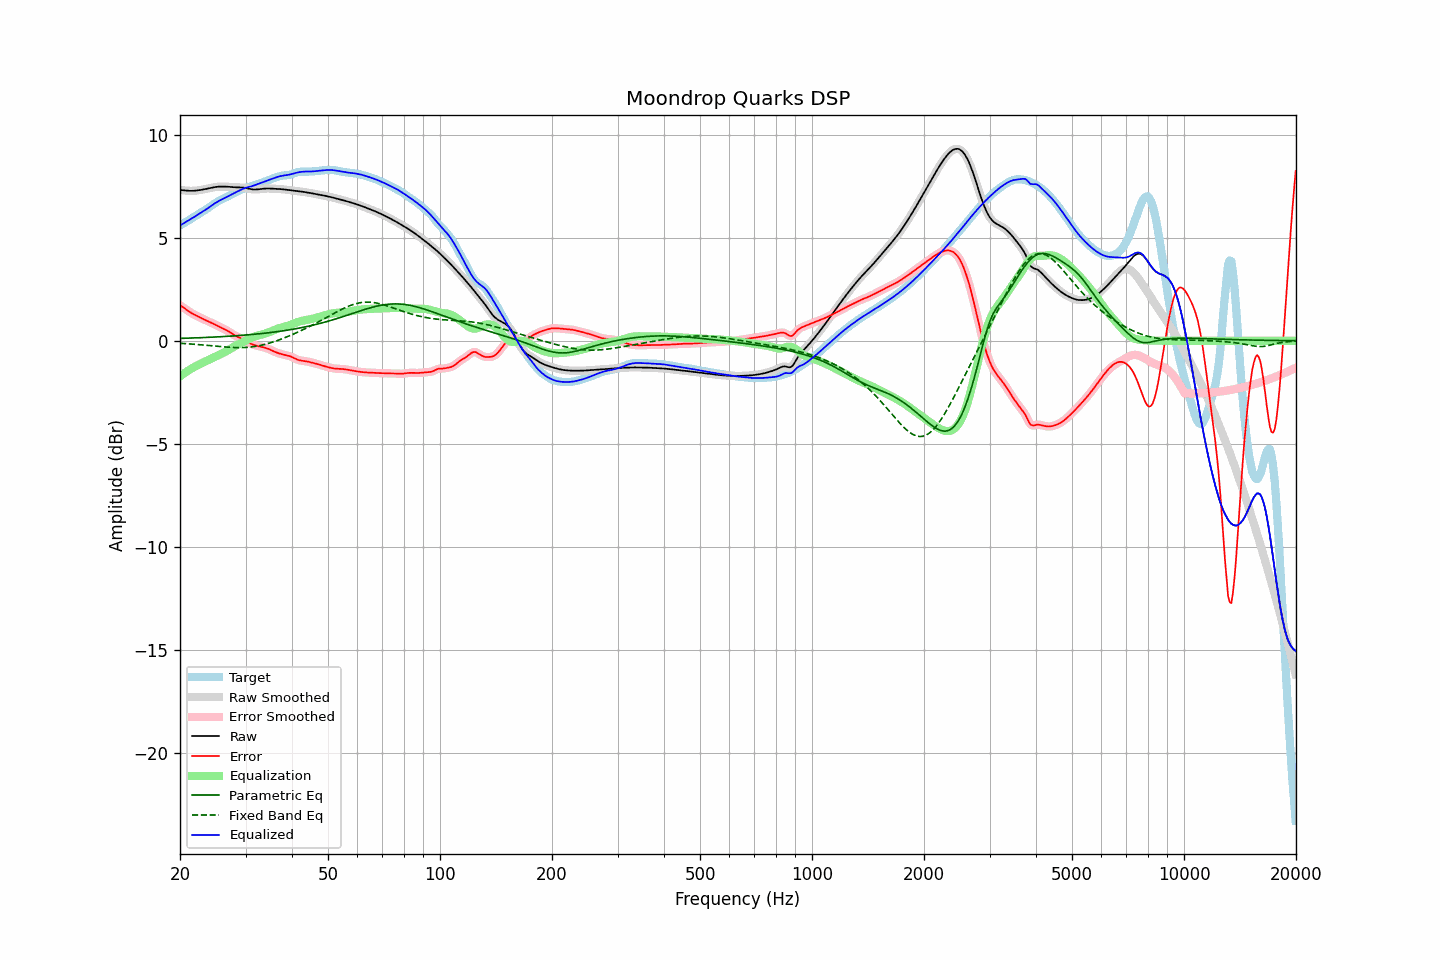 Moondrop Quarks DSP
10
5
0
−5
−10
−15
−20
Amplitude (dBr)
Target
Raw Smoothed
Error Smoothed
Raw
Error
Equalization
Parametric Eq
Fixed Band Eq
Equalized
20 50 100 200 500 1000 2000 5000 10000 20000
Frequency (Hz)